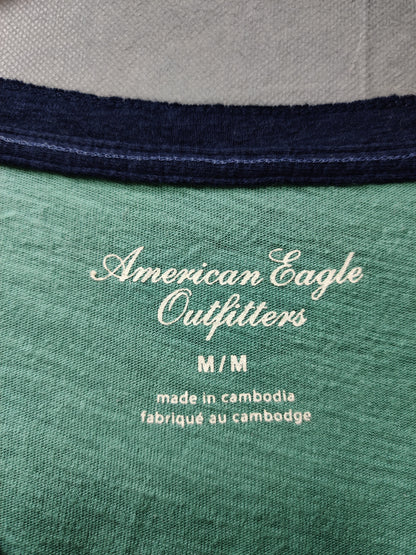 American Eagle
Outfitters
M/M
made in cambodia
fabriqué au cambodge